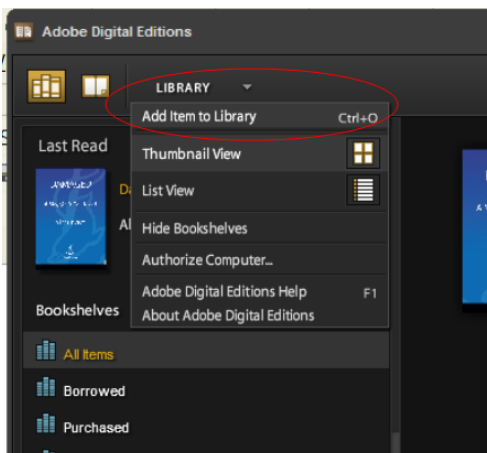 Adobe Digital Editions
LIBRARY
Add Item to Library Ctrl+O
Last Read
Thumbnail View
List View
Hide Bookshelves
Authorize Computer...
Adobe Digital Editions Help F1
About Adobe Digital Editions
Bookshelves
All Items
Borrowed
Purchased